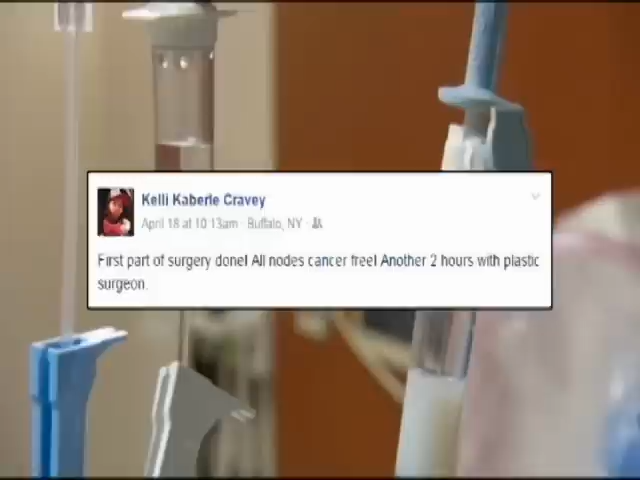 Kelli Kaberle Cravey
April 18 at 10:13am · Buffalo, NY ·
First part of surgery done! All nodes cancer free! Another 2 hours with plastic
surgeon.